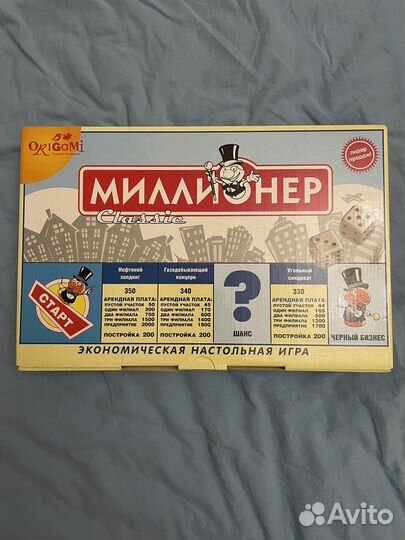 ORIGAMI
лидер
продаж!
МИЛЛИОНЕР
Classic
СТАРТ
Нефтяной
холдинг
350
АРЕНДНАЯ ПЛАТА:
ПУСТОЙ УЧАСТОК 50
ОДИН ФИЛИАЛ 200
ДВА ФИЛИАЛА 750
ТРИ ФИЛИАЛА 1500
ПРЕДПРИЯТИЕ 2000
ПОСТРОЙКА 200
Газодобывающий
концерн
340
АРЕНДНАЯ ПЛАТА:
ПУСТОЙ УЧАСТОК 45
ОДИН ФИЛИАЛ 170
ДВА ФИЛИАЛА 600
ТРИ ФИЛИАЛА 1400
ПРЕДПРИЯТИЕ 1800
ПОСТРОЙКА 200
?
ШАНС
Угольный
синдикат
330
АРЕНДНАЯ ПЛАТА:
ПУСТОЙ УЧАСТОК 44
ОДИН ФИЛИАЛ 165
ДВА ФИЛИАЛА 500
ТРИ ФИЛИАЛА 1200
ПРЕДПРИЯТИЕ 1700
ПОСТРОЙКА 200
ЧЕРНЫЙ БИЗНЕС
ЭКОНОМИЧЕСКАЯ НАСТОЛЬНАЯ ИГРА
Avito